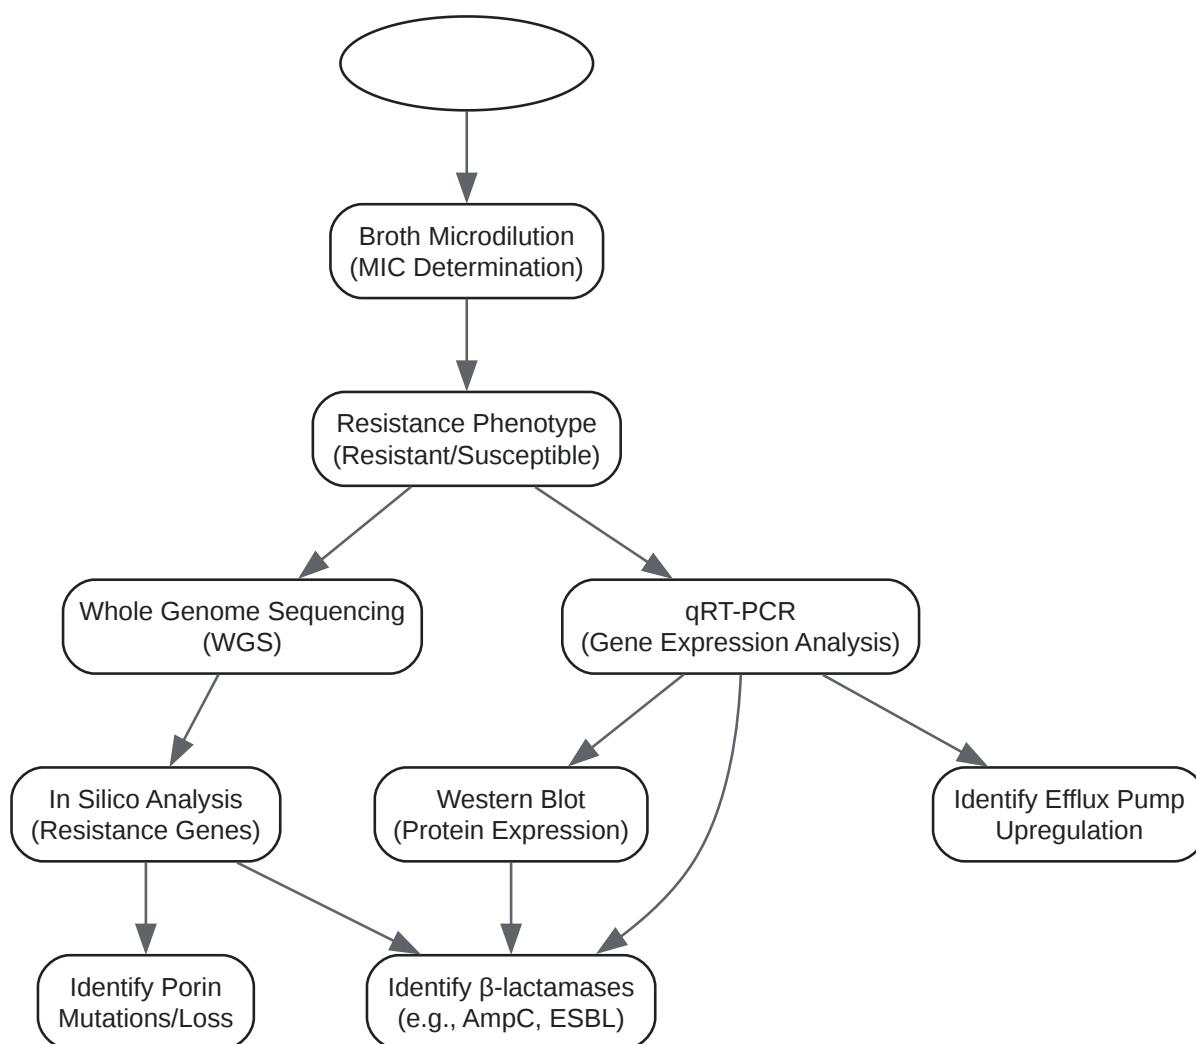 Broth Microdilution
(MIC Determination)
Resistance Phenotype
(Resistant/Susceptible)
Whole Genome Sequencing
(WGS)
qRT-PCR
(Gene Expression Analysis)
In Silico Analysis
(Resistance Genes)
Western Blot
(Protein Expression)
Identify Efflux Pump
Upregulation
Identify Porin
Mutations/Loss
Identify β-lactamases
(e.g., AmpC, ESBL)